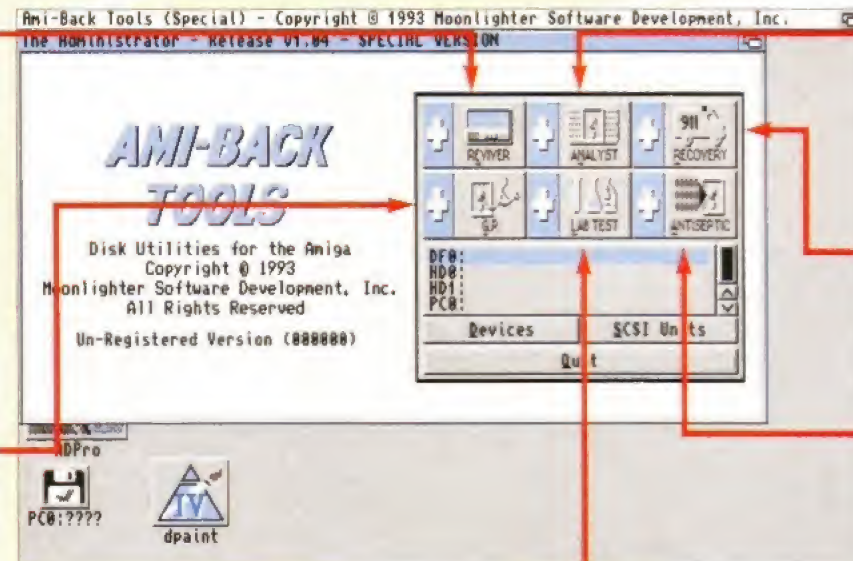 Ami-Back Tools (Special) - Copyright © 1993 Moonlighter Software Development, Inc.
The Administrator - Release V1.04 - SPECIAL VERSION
AMI-BACK
TOOLS
Disk Utilities for the Amiga
Copyright © 1993
Moonlighter Software Development, Inc.
All Rights Reserved
Un-Registered Version (000000)
REVIVER
ANALYST
911
RECOVERY
G.P.
LAB TEST
ANTISEPTIC
DF0:
HD0:
HD1:
PC0:
Devices
SCSI Units
Quit
HDPro
PC0:????
IV
dpaint